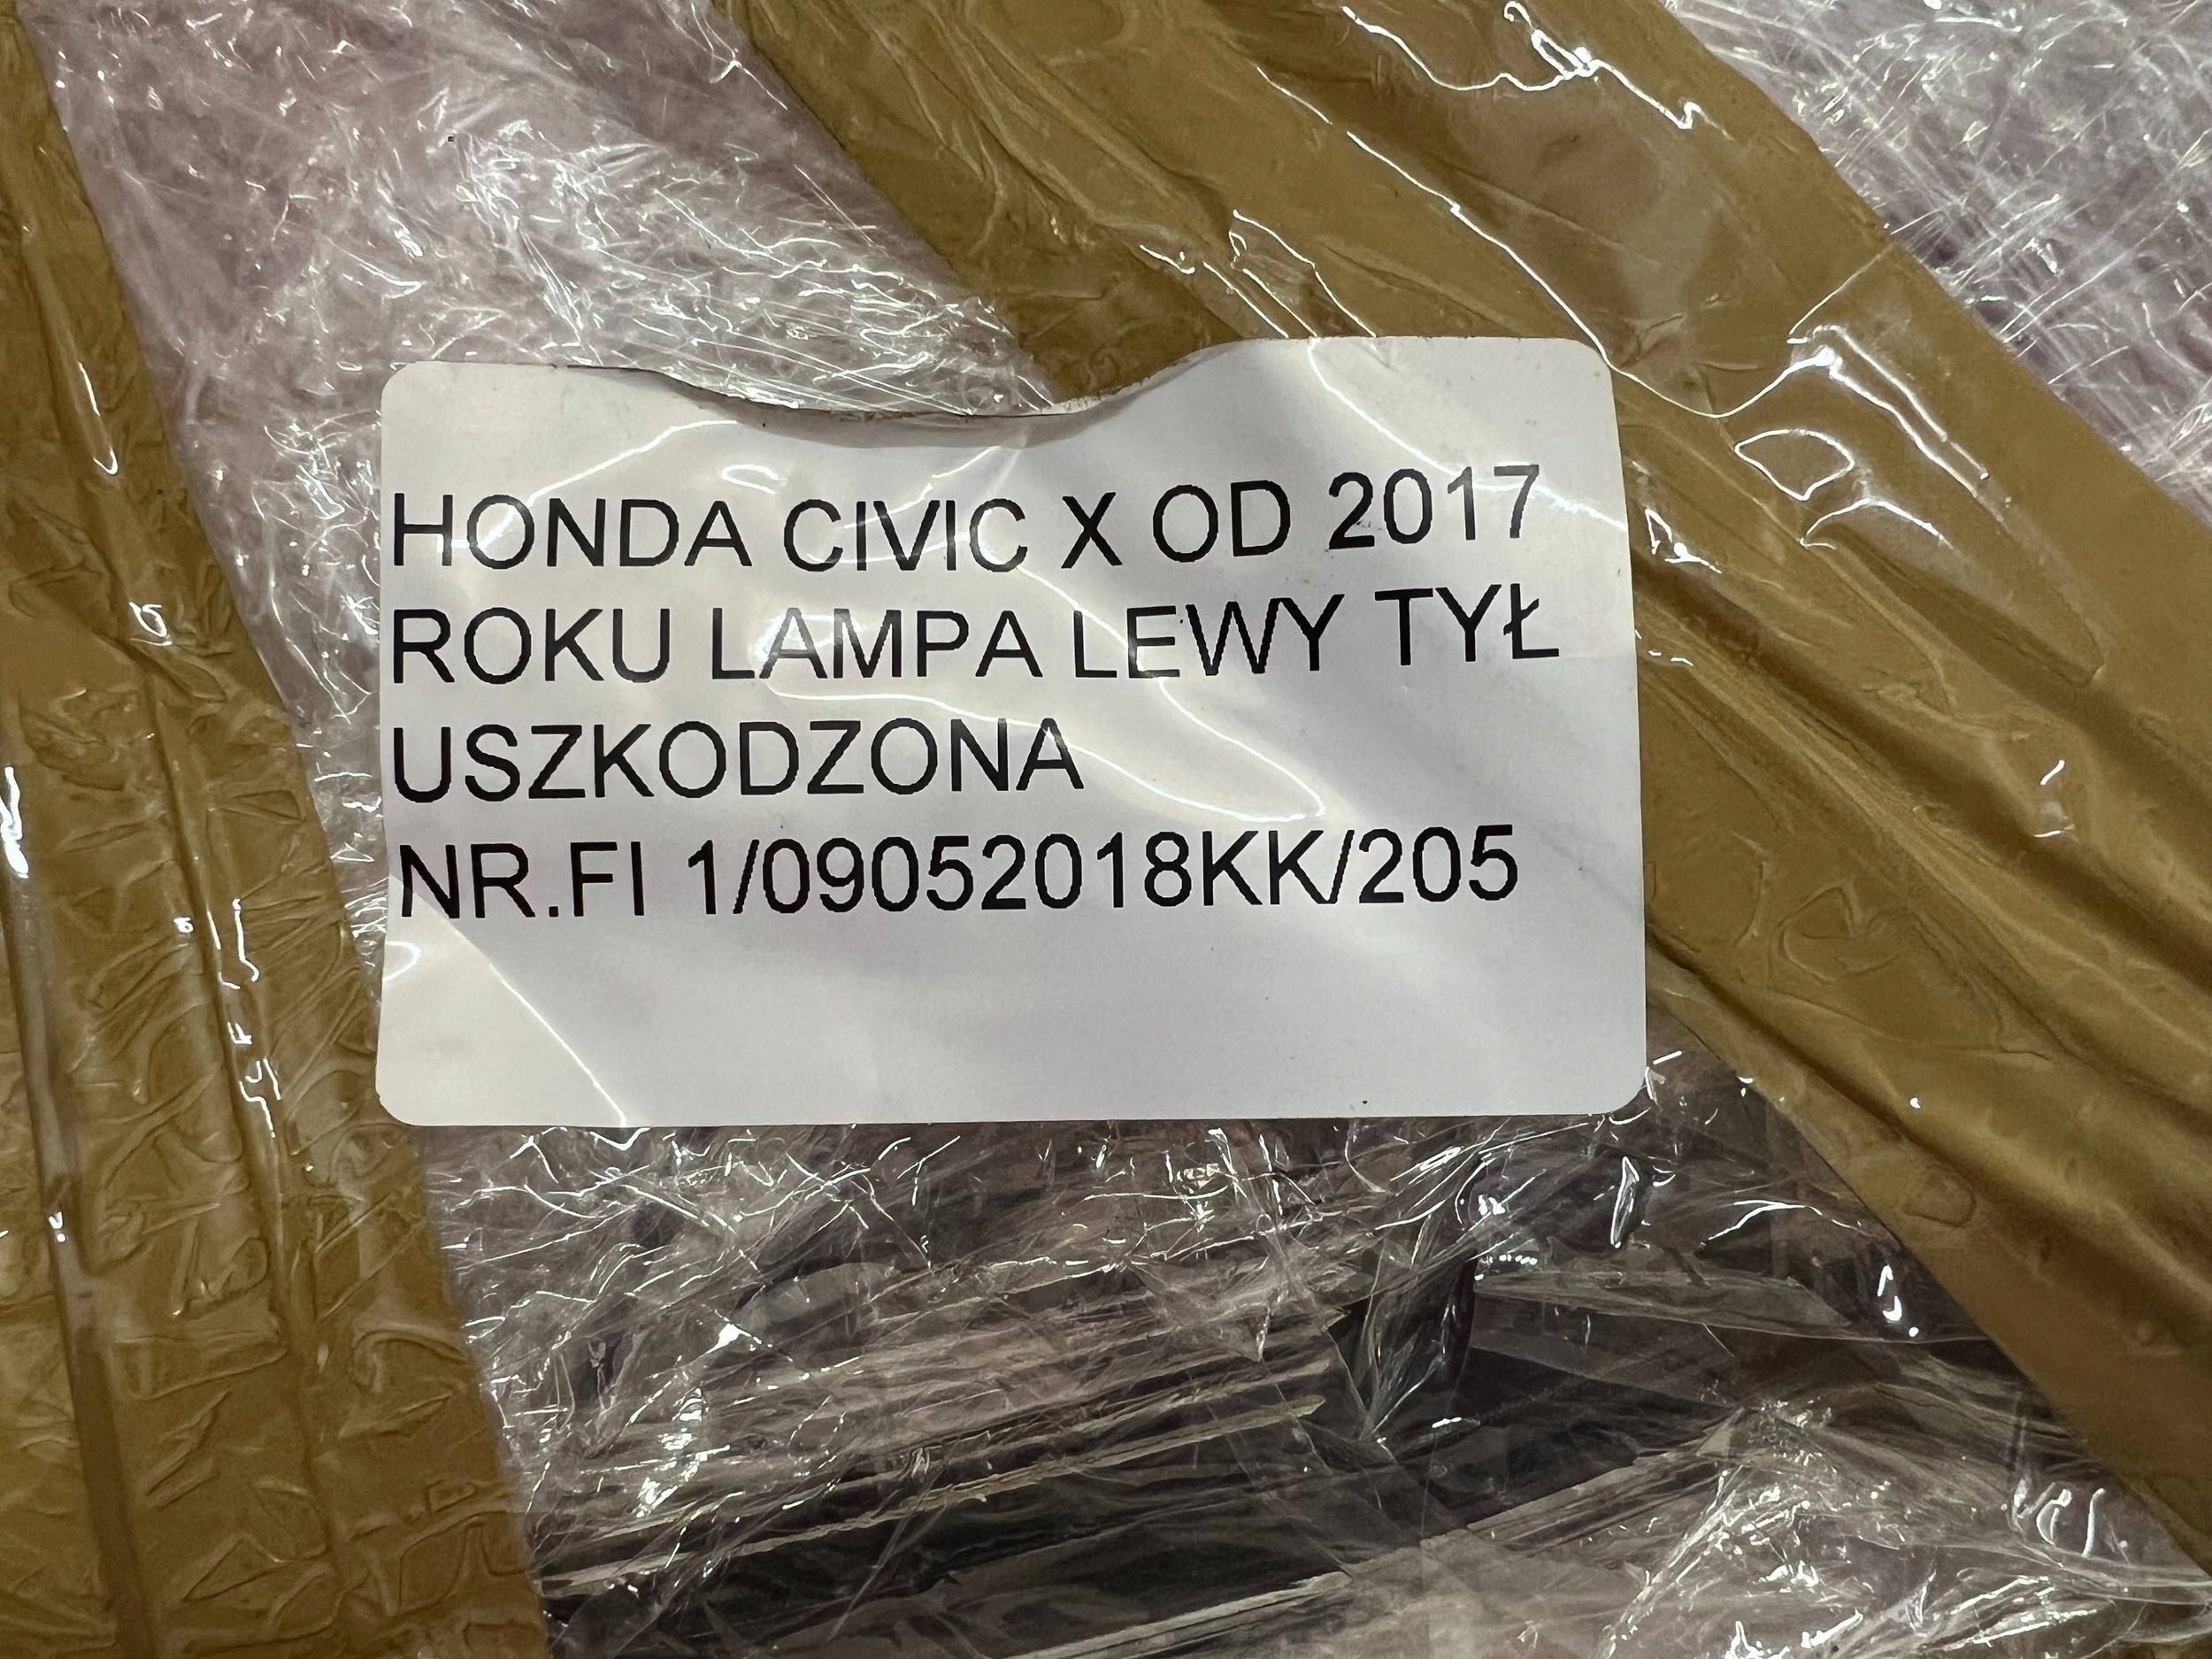 HONDA CIVIC X OD 2017
ROKU LAMPA LEWY TYŁ
USZKODZONA
NR.FI 1/09052018KK/205